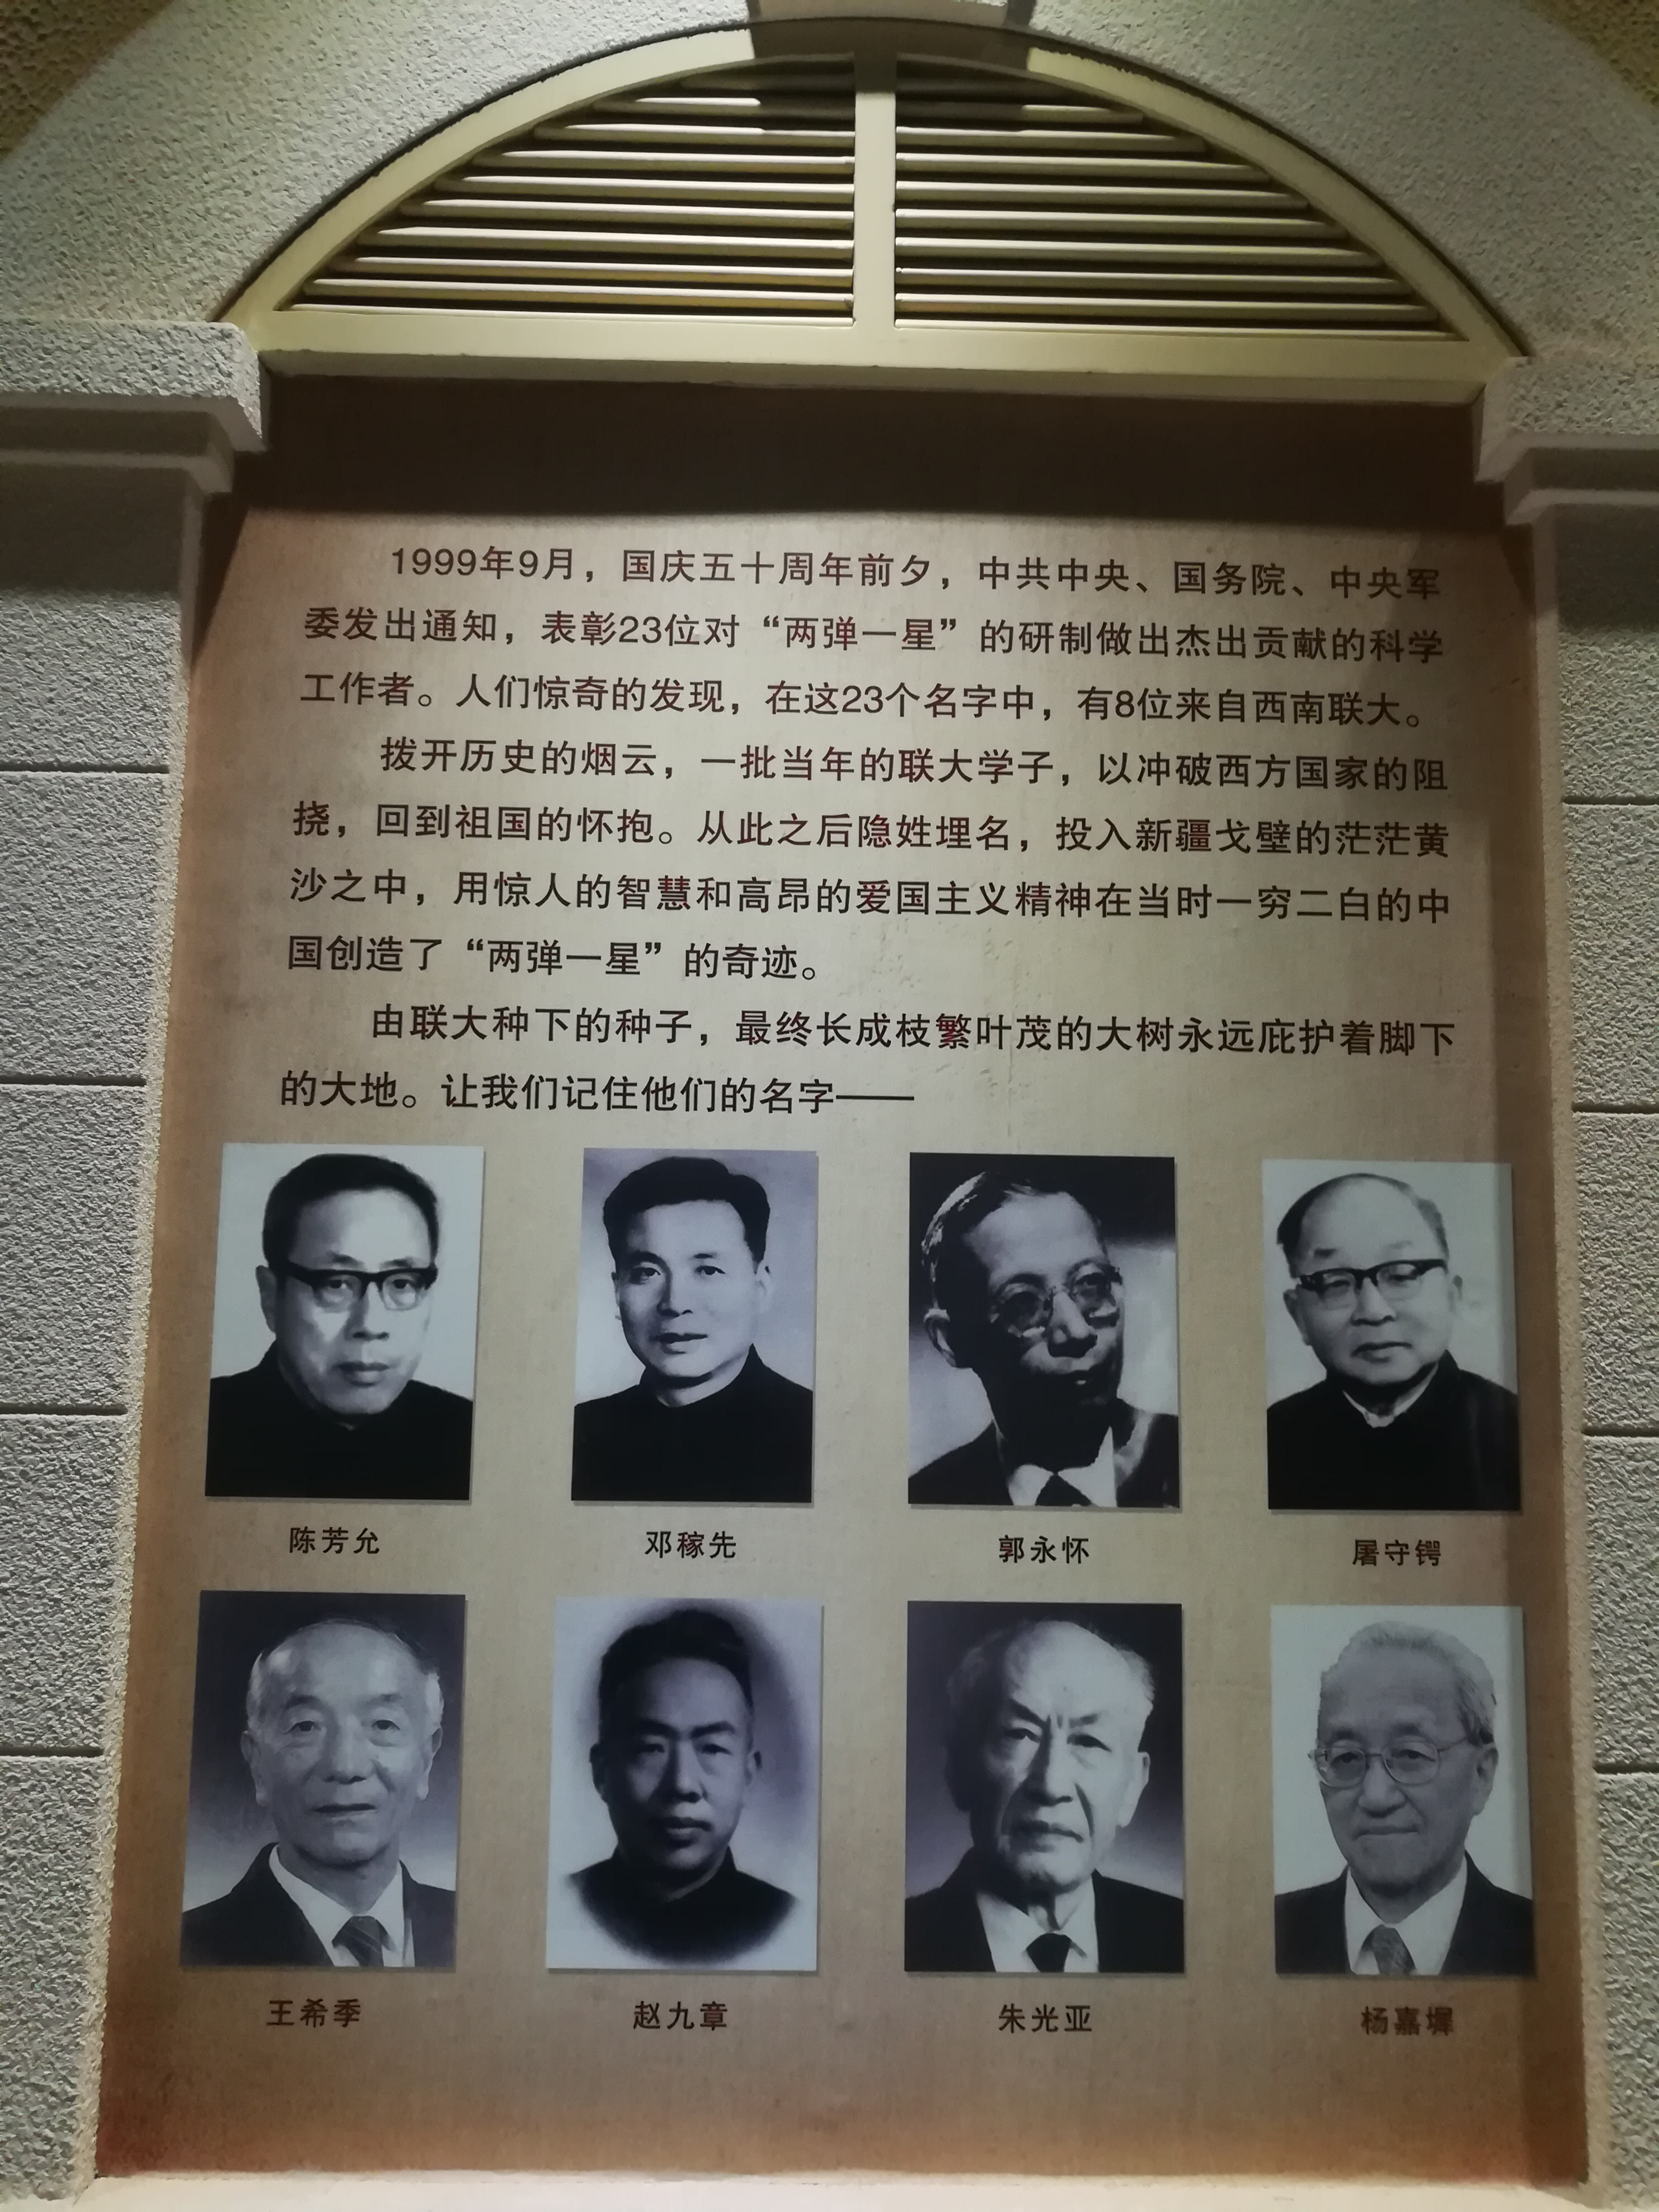 1999年9月，国庆五十周年前夕，中共中央、国务院、中央军
委发出通知，表彰23位对“两弹一星”的研制做出杰出贡献的科学
工作者。人们惊奇的发现，在这23个名字中，有8位来自西南联大。
拨开历史的烟云，一批当年的联大学子，以冲破西方国家的阻
挠，回到祖国的怀抱。从此之后隐姓埋名，投入新疆戈壁的茫茫黄
沙之中，用惊人的智慧和高昂的爱国主义精神在当时一穷二白的中
国创造了“两弹一星”的奇迹。
由联大种下的种子，最终长成枝繁叶茂的大树永远庇护着脚下
的大地。让我们记住他们的名字——
陈芳允 邓稼先 郭永怀 屠守锷
王希季 赵九章 朱光亚 杨嘉墀